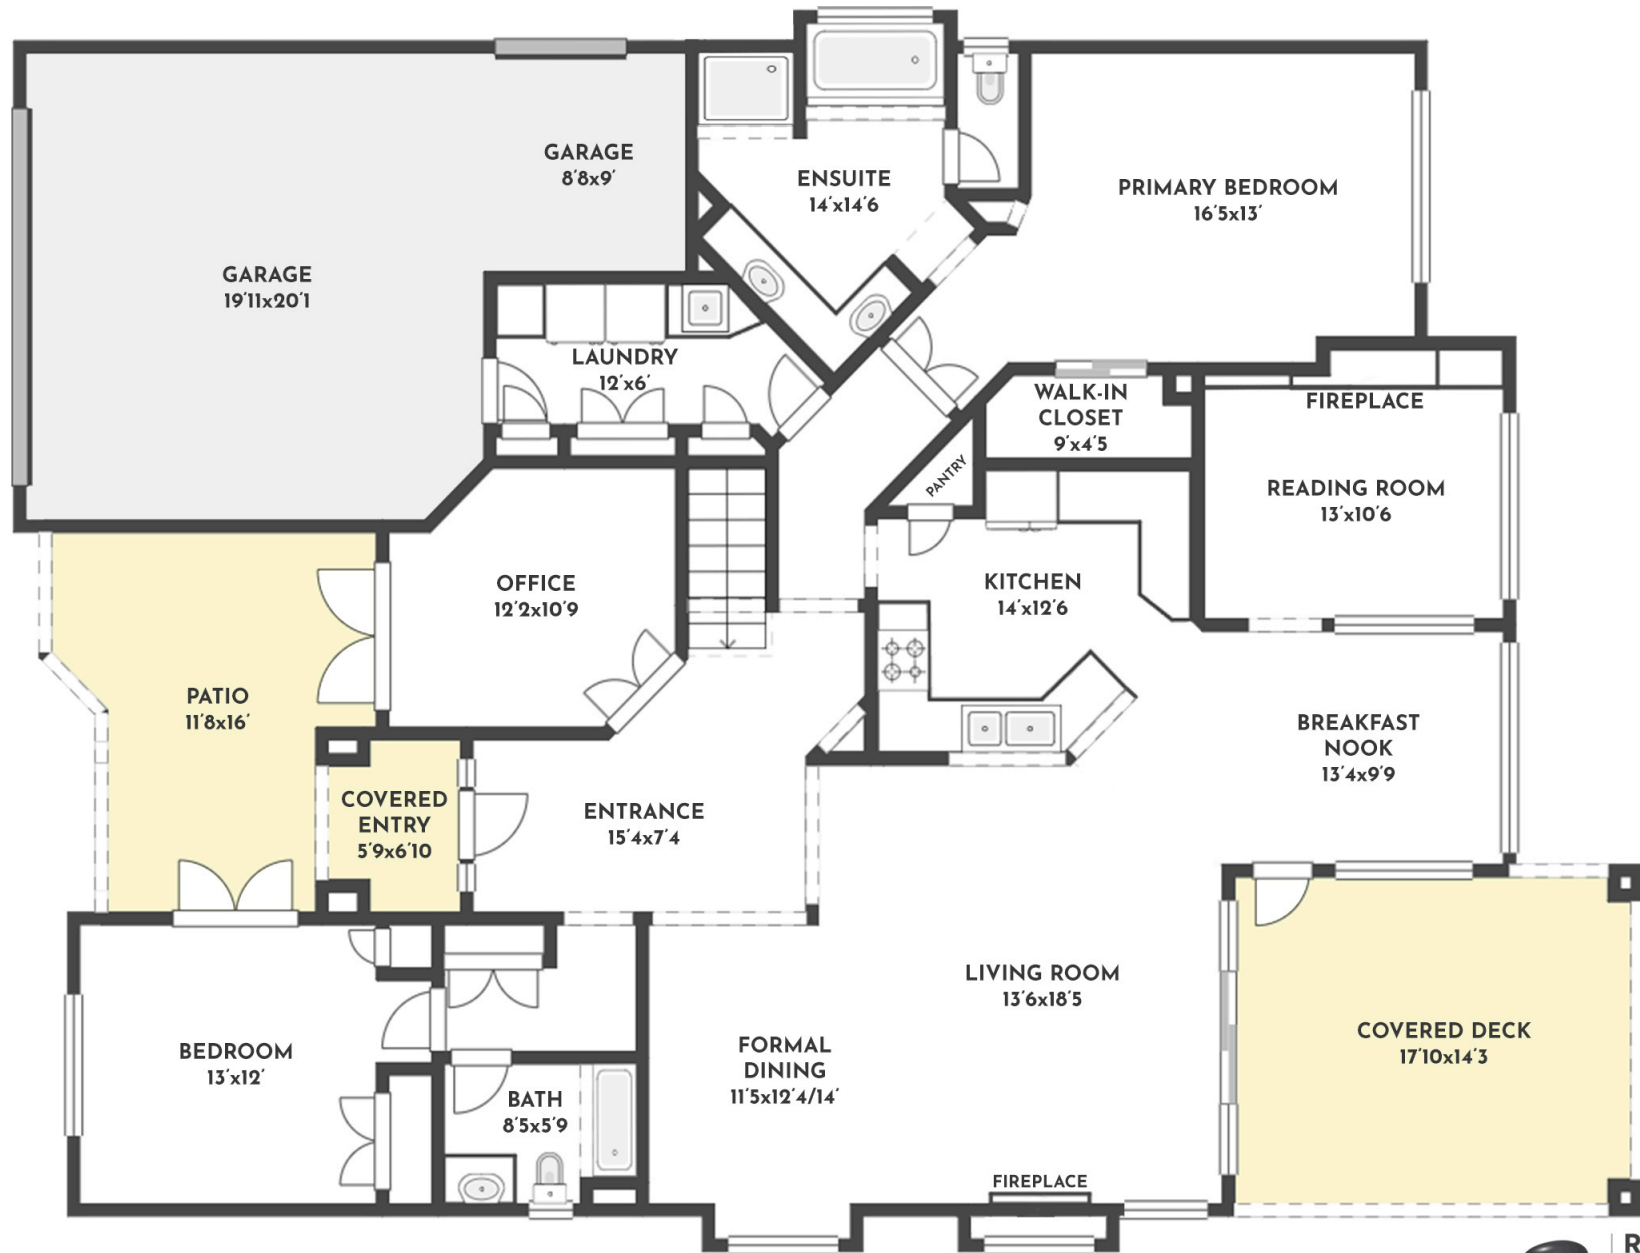 GARAGE
8'8x9'
ENSUITE
14'x14'6
PRIMARY BEDROOM
16'5x13'
GARAGE
19'11x20'1
LAUNDRY
12'x6'
WALK-IN
CLOSET
9'x4'5
FIREPLACE
PANTRY
READING ROOM
13'x10'6
OFFICE
12'2x10'9
KITCHEN
14'x12'6
PATIO
11'8x16'
BREAKFAST
NOOK
13'4x9'9
COVERED
ENTRY
5'9x6'10
ENTRANCE
15'4x7'4
LIVING ROOM
13'6x18'5
COVERED DECK
17'10x14'3
BEDROOM
13'x12'
FORMAL
DINING
11'5x12'4/14'
BATH
8'5x5'9
FIREPLACE
R